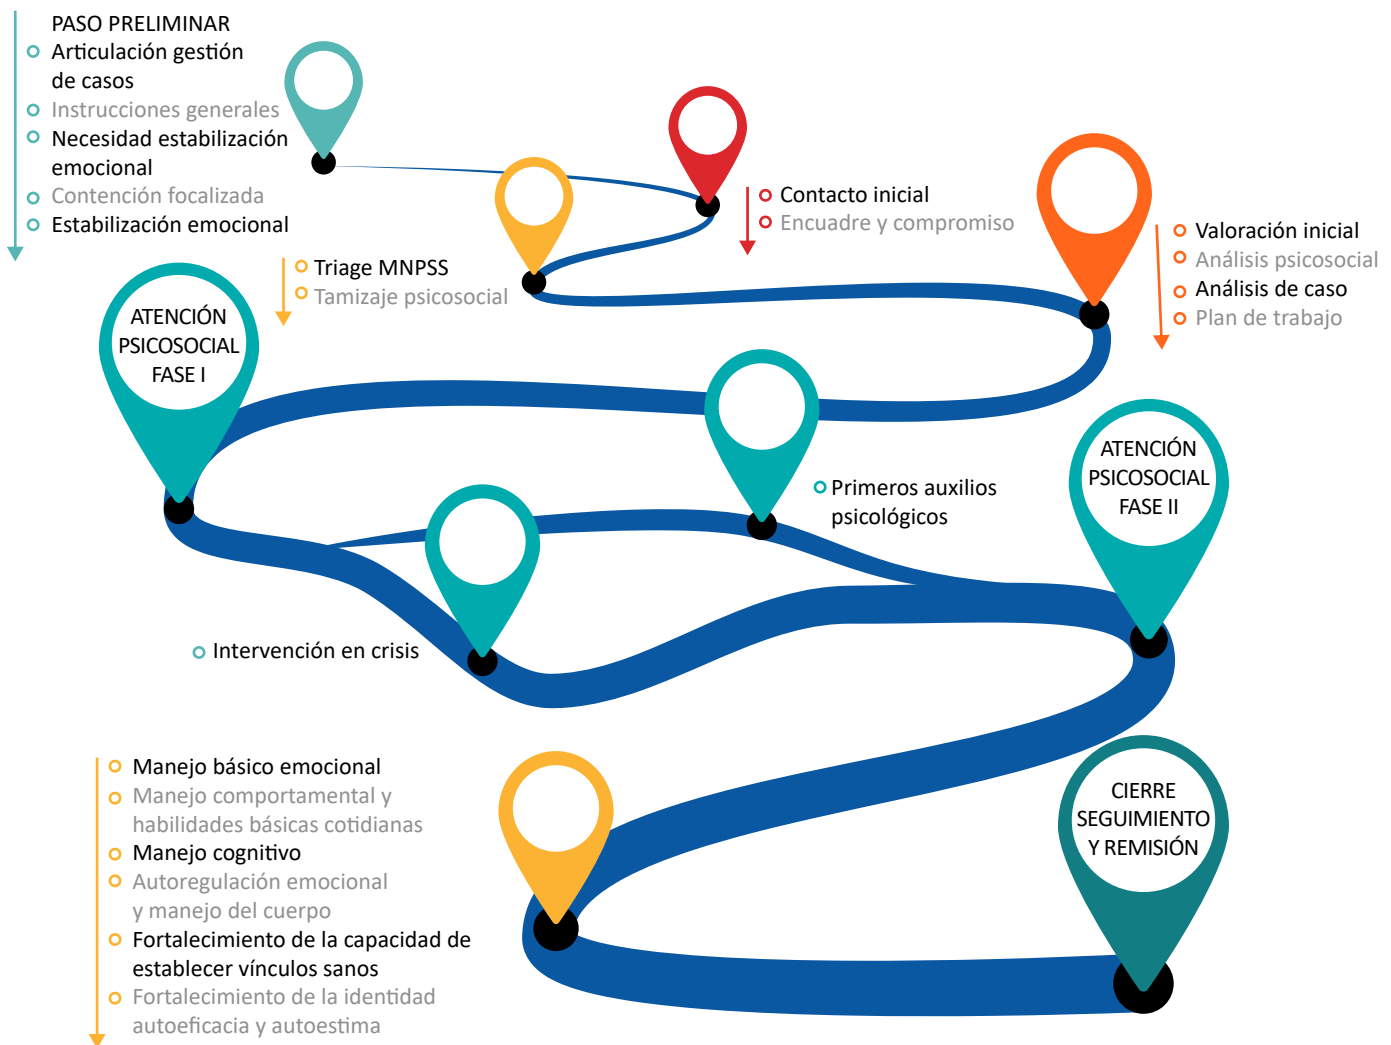 PASO PRELIMINAR
Articulación gestión
de casos
Instrucciones generales
Necesidad estabilización
emocional
Contención focalizada
Estabilización emocional
Contacto inicial
Encuadre y compromiso
Triage MNPSS
Tamizaje psicosocial
Valoración inicial
Análisis psicosocial
Análisis de caso
Plan de trabajo
ATENCIÓN
PSICOSOCIAL
FASE I
Primeros auxilios
psicológicos
Intervención en crisis
ATENCIÓN
PSICOSOCIAL
FASE II
Manejo básico emocional
Manejo comportamental y
habilidades básicas cotidianas
Manejo cognitivo
Autoregulación emocional
y manejo del cuerpo
Fortalecimiento de la capacidad de
establecer vínculos sanos
Fortalecimiento de la identidad
autoeficacia y autoestima
CIERRE
SEGUIMIENTO
Y REMISIÓN